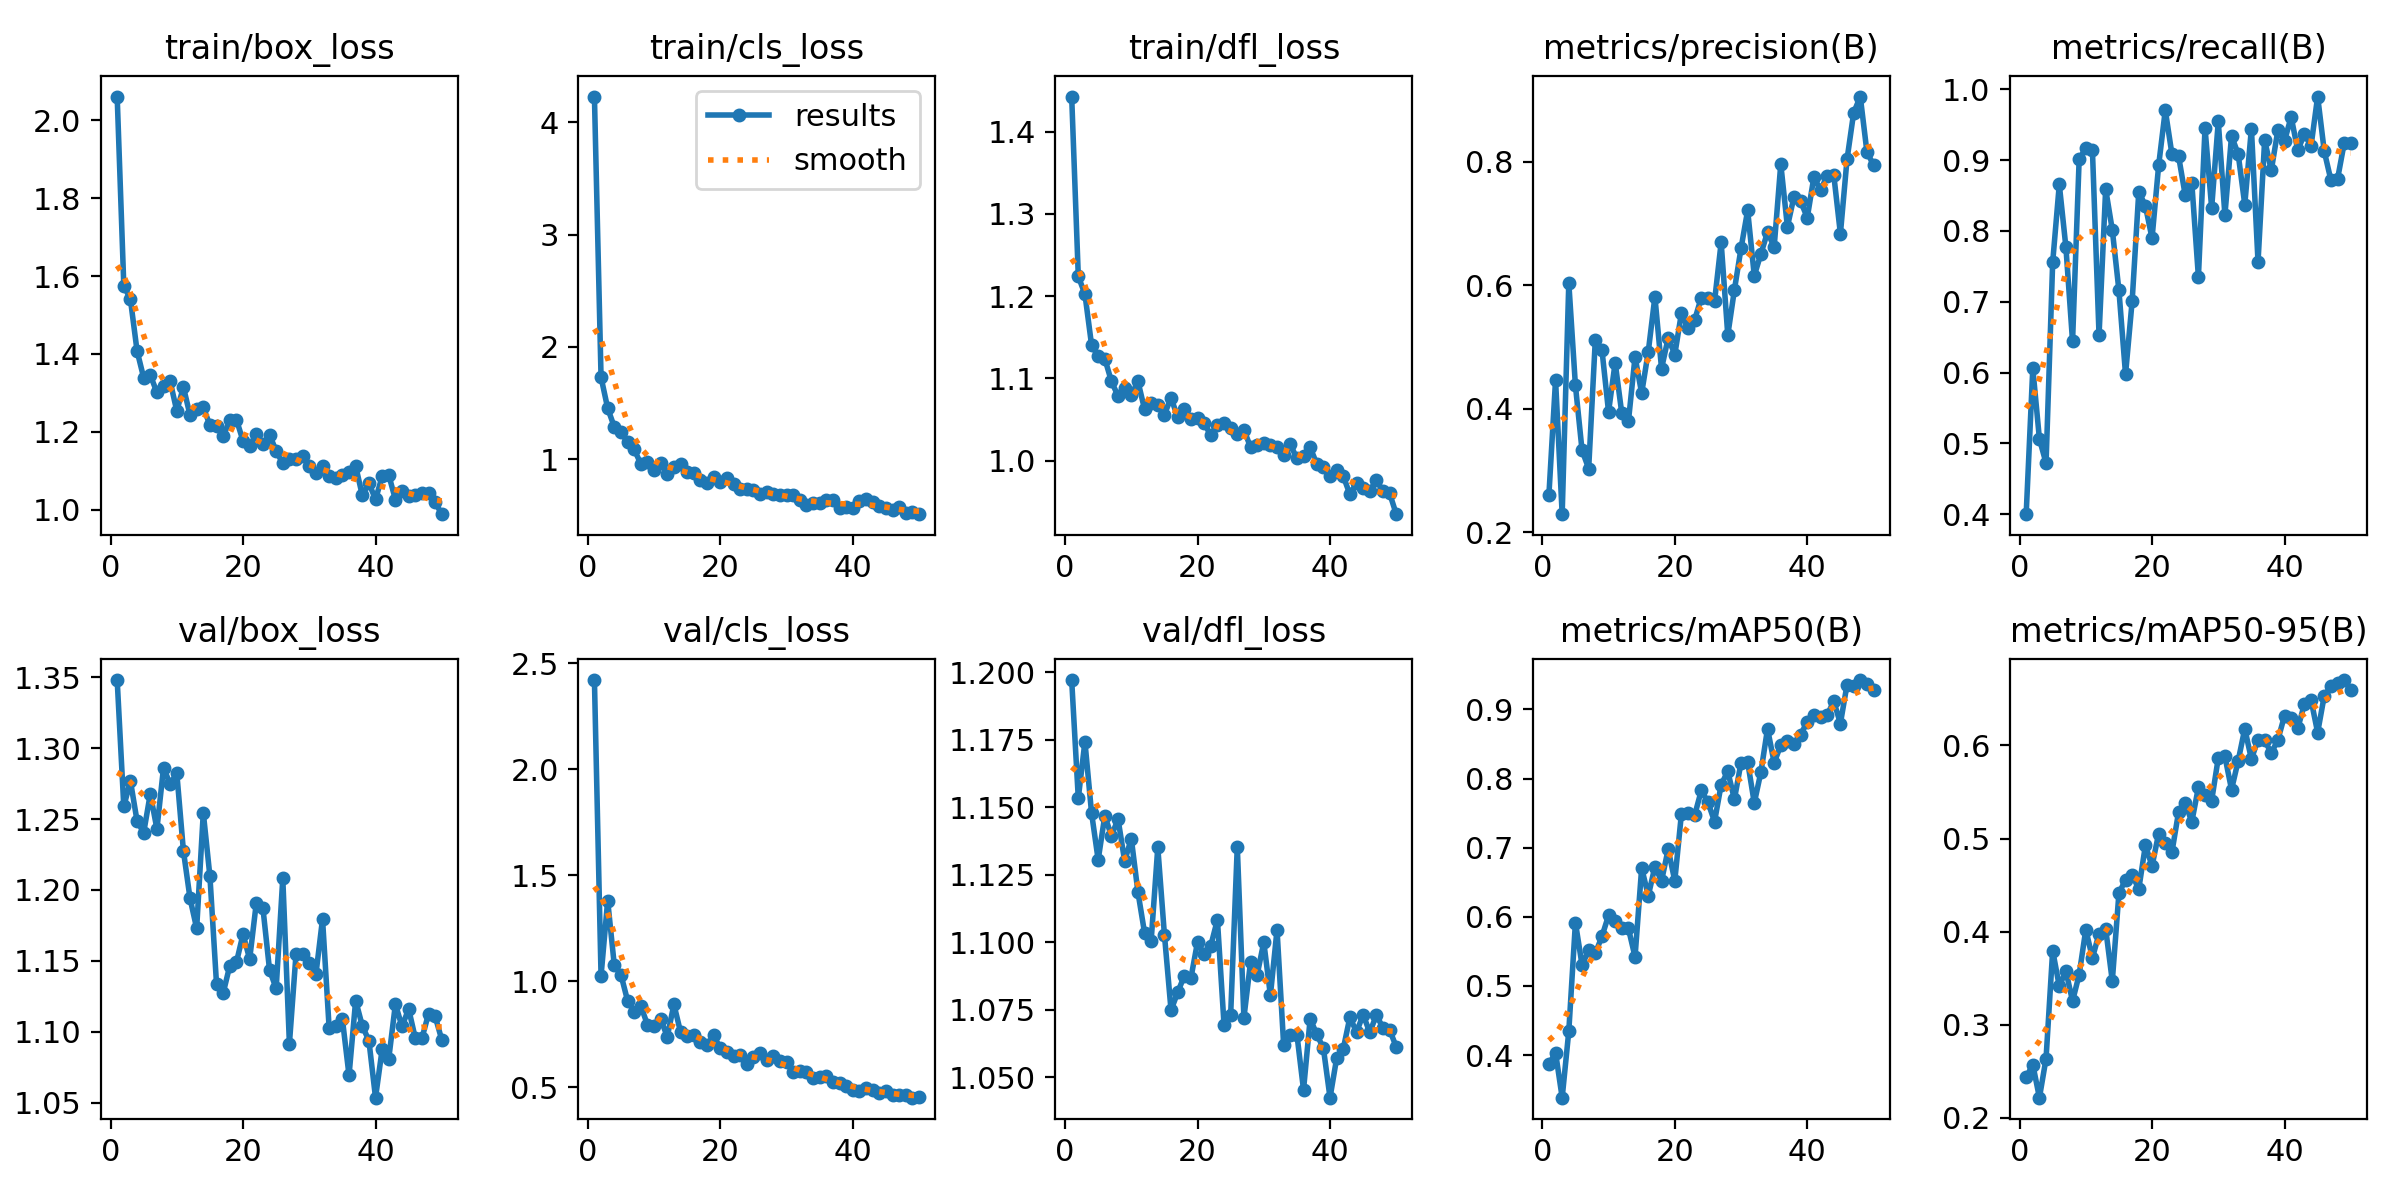 train/box_loss
2.0
1.8
1.6
1.4
1.2
1.0
0 20 40
train/cls_loss
results
smooth
4
3
2
1
0 20 40
train/dfl_loss
1.4
1.3
1.2
1.1
1.0
0 20 40
metrics/precision(B)
0.8
0.6
0.4
0.2
0 20 40
metrics/recall(B)
1.0
0.9
0.8
0.7
0.6
0.5
0.4
0 20 40
val/box_loss
1.35
1.30
1.25
1.20
1.15
1.10
1.05
0 20 40
val/cls_loss
2.5
2.0
1.5
1.0
0.5
0 20 40
val/dfl_loss
1.200
1.175
1.150
1.125
1.100
1.075
1.050
0 20 40
metrics/mAP50(B)
0.9
0.8
0.7
0.6
0.5
0.4
0 20 40
metrics/mAP50-95(B)
0.6
0.5
0.4
0.3
0.2
0 20 40